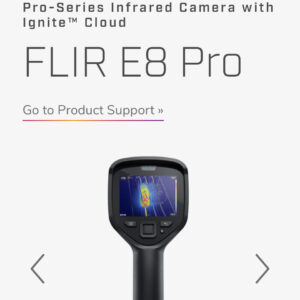 Pro-Series Infrared Camera with
Ignite™ Cloud
FLIR E8 Pro
Go to Product Support »